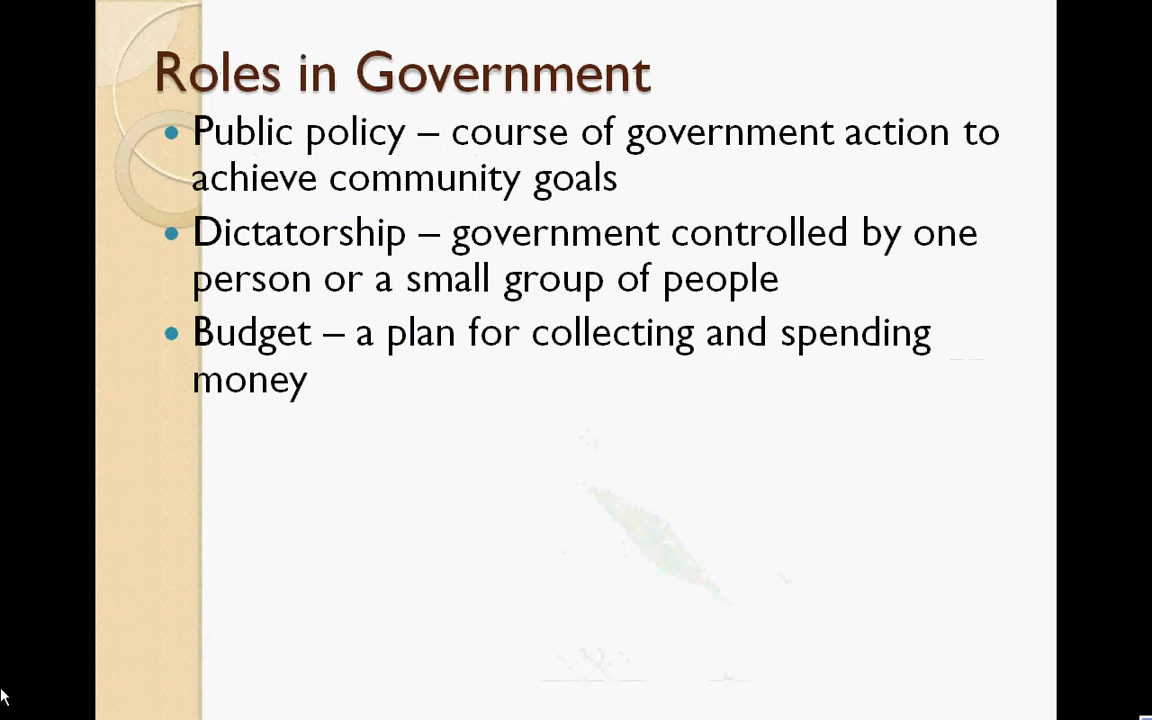 Roles in Government
Public policy – course of government action to
achieve community goals
Dictatorship – government controlled by one
person or a small group of people
Budget – a plan for collecting and spending
money